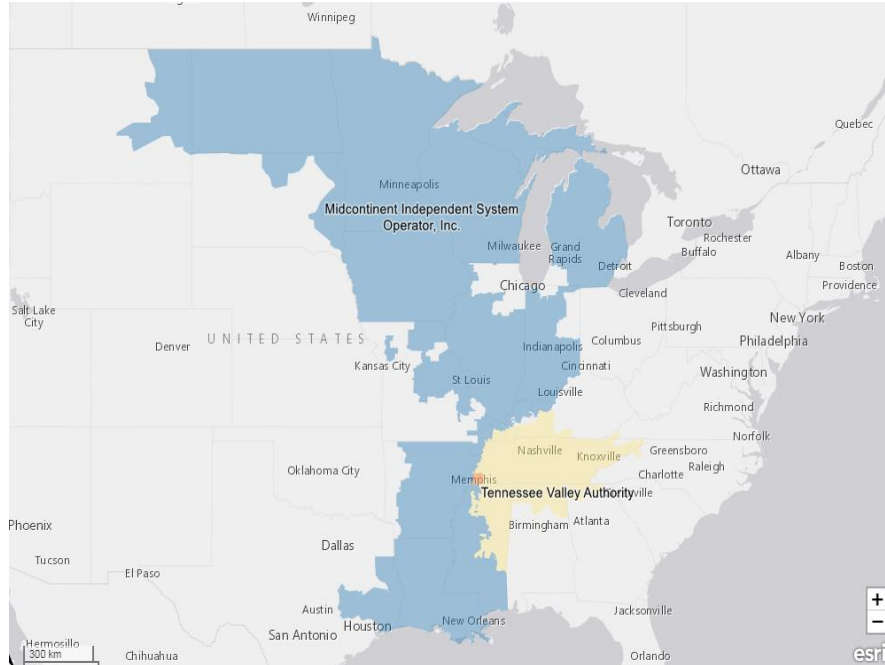 Winnipeg
Quebec
Ottawa
Minneapolis
Midcontinent Independent System
Operator, Inc.
Toronto
Rochester
Milwaukee
Grand
Rapids
Buffalo
Albany
Detroit
Boston
Chicago
Providence
Cleveland
Salt Lake
City
New York
Pittsburgh
UNITED STATES
Denver
Indianapolis
Columbus
Philadelphia
Kansas City
Cincinnati
St Louis
Washington
Louisville
Richmond
Norfolk
Nashville
Knoxville
Greensboro
Raleigh
Oklahoma City
Memphis
Charlotte
Tennessee Valley Authority
Phoenix
Birmingham
Atlanta
Dallas
Tucson
El Paso
Austin
Houston
New Orleans
Jacksonville
San Antonio
Hermosillo
300 km
Chihuahua
Orlando
+
−
esri